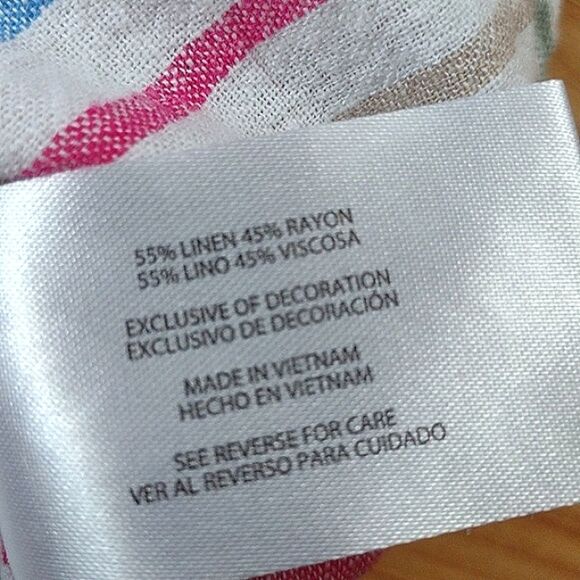 55% LINEN 45% RAYON
55% LINO 45% VISCOSA
EXCLUSIVE OF DECORATION
EXCLUSIVO DE DECORACIÓN
MADE IN VIETNAM
HECHO EN VIETNAM
SEE REVERSE FOR CARE
VER AL REVERSO PARA CUIDADO